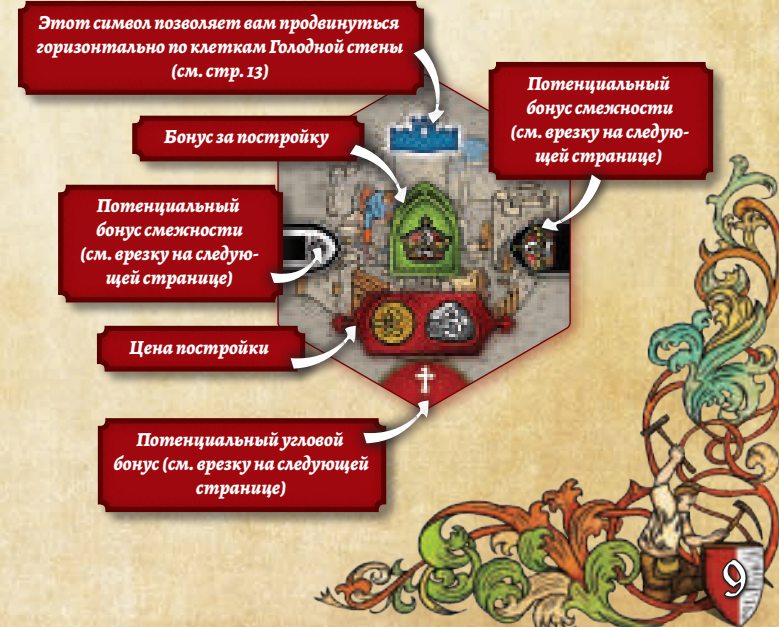 Этот символ позволяет вам продвинуться
горизонтально по клеткам Голодной стены
(см. стр. 13)
Потенциальный
бонус смежности
(см. врезку на следую-
щей странице)
Бонус за постройку
Потенциальный
бонус смежности
(см. врезку на следую-
щей странице)
Цена постройки
Потенциальный угловой
бонус (см. врезку на следующей
странице)
9